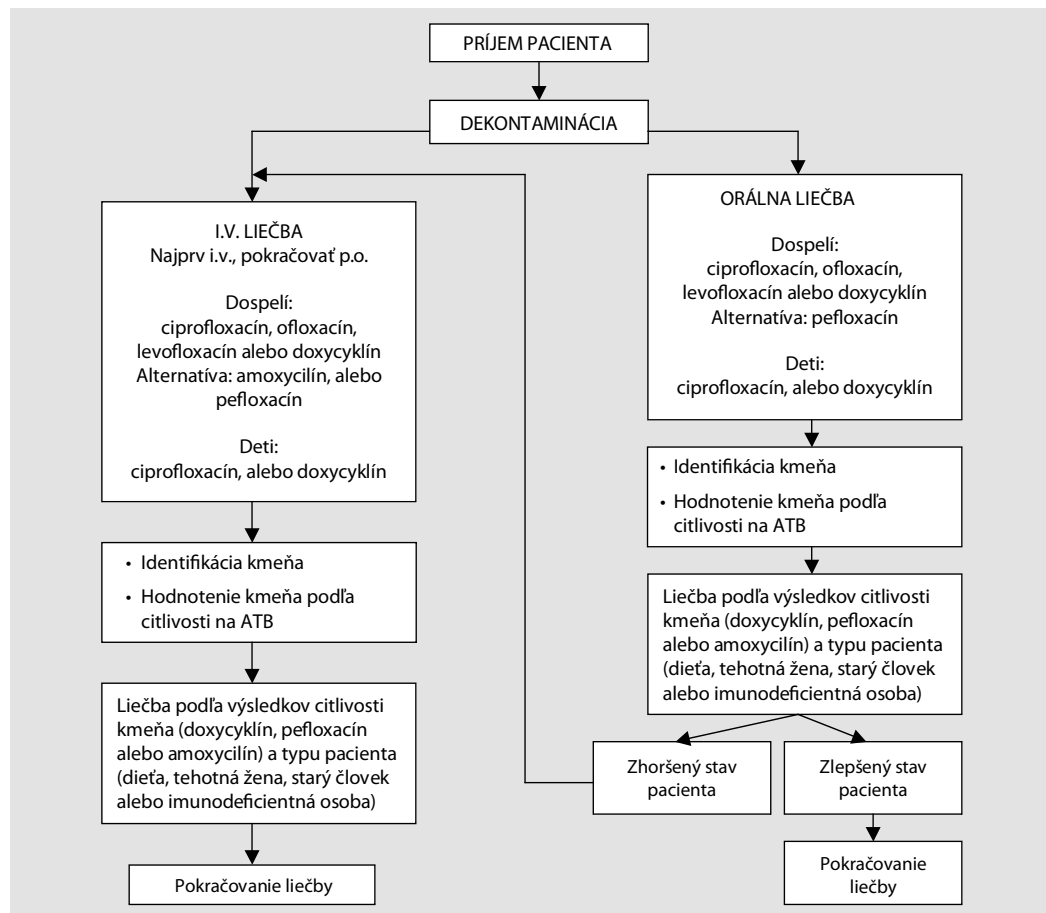 PRÍJEM PACIENTA
DEKONTAMINÁCIA
I.V. LIEČBA
Najprv i.v., pokračovať p.o.
Dospelí:
ciprofloxacín, ofloxacín,
levofloxacín alebo doxycyklín
Alternatíva: amoxycilín, alebo
pefloxacín
Deti:
ciprofloxacín, alebo doxycyklín
• Identifikácia kmeňa
• Hodnotenie kmeňa podľa
citlivosti na ATB
Liečba podľa výsledkov citlivosti
kmeňa (doxycyklín, pefloxacín
alebo amoxycilín) a typu pacienta
(dieťa, tehotná žena, starý človek
alebo imunodeficientná osoba)
Pokračovanie liečby
ORÁLNA LIEČBA
Dospelí:
ciprofloxacín, ofloxacín,
levofloxacín alebo doxycyklín
Alternatíva: pefloxacín
Deti:
ciprofloxacín, alebo doxycyklín
• Identifikácia kmeňa
• Hodnotenie kmeňa podľa
citlivosti na ATB
Liečba podľa výsledkov citlivosti
kmeňa (doxycyklín, pefloxacín
alebo amoxycilín) a typu pacienta
(dieťa, tehotná žena, starý človek
alebo imunodeficientná osoba)
Zhoršený stav
pacienta
Zlepšený stav
pacienta
Pokračovanie
liečby